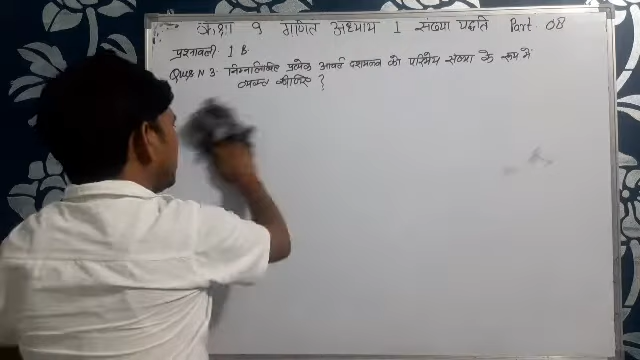 कक्षा 9 गणित अध्याय 1 संख्या पद्धति Part 08
प्रश्नावली 1 B.
Que N 3. निम्नलिखित प्रत्येक आवर्त दशमलव को परिमेय संख्या के रूप में
व्यक्त कीजिए ?